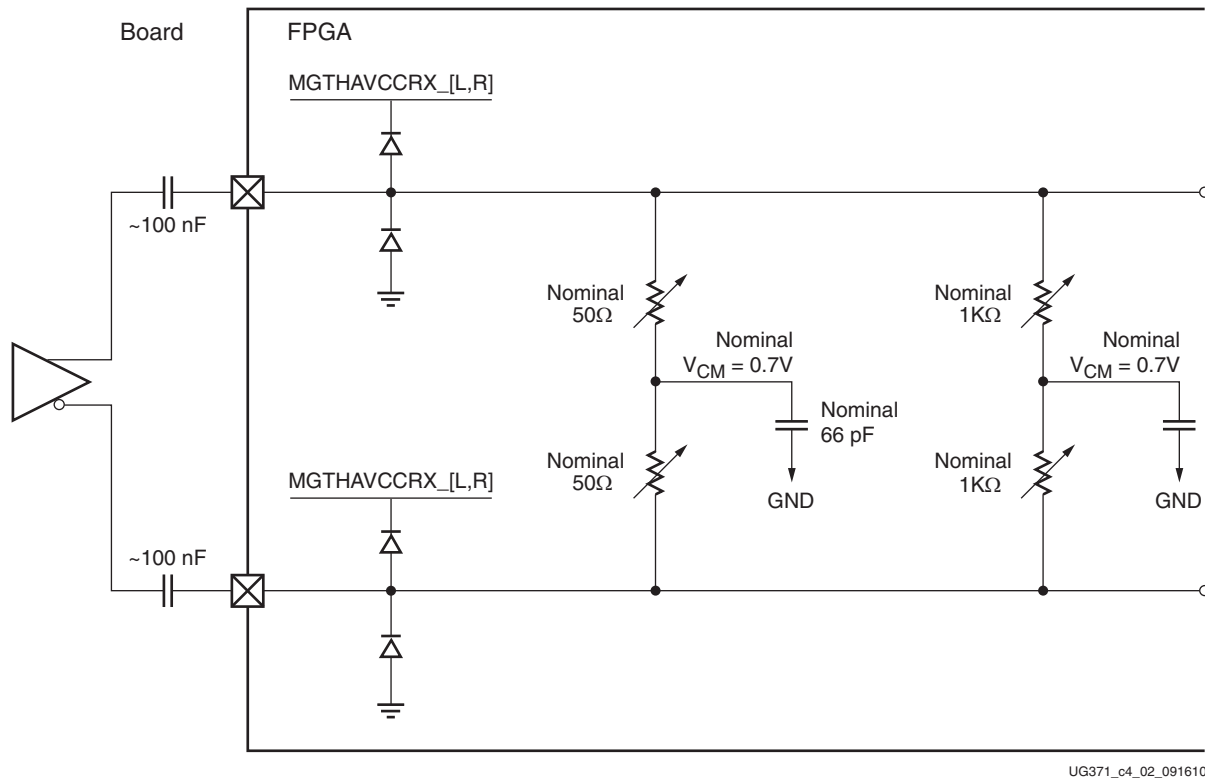 Board
FPGA
MGTHAVCCRX_[L,R]
~100 nF
Nominal
50Ω
Nominal
1KΩ
Nominal
V_CM = 0.7V
Nominal
V_CM = 0.7V
Nominal
66 pF
Nominal
50Ω
Nominal
1KΩ
MGTHAVCCRX_[L,R]
GND
GND
~100 nF
UG371_c4_02_091610